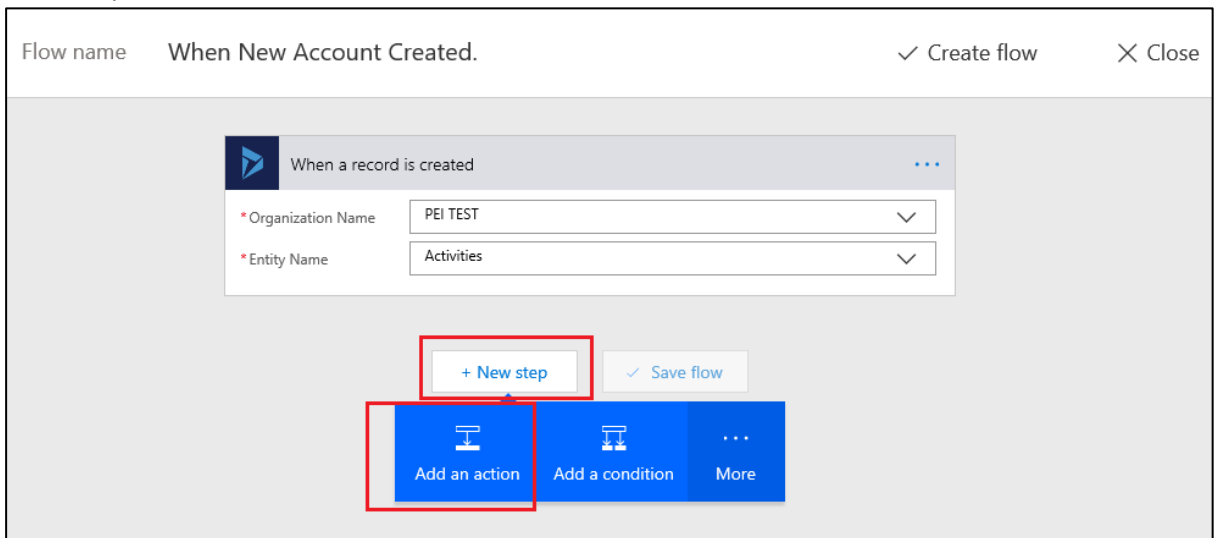 Flow name When New Account Created. Create flow Close
When a record is created
* Organization Name PEI TEST
* Entity Name Activities
+ New step Save flow
Add an action Add a condition More